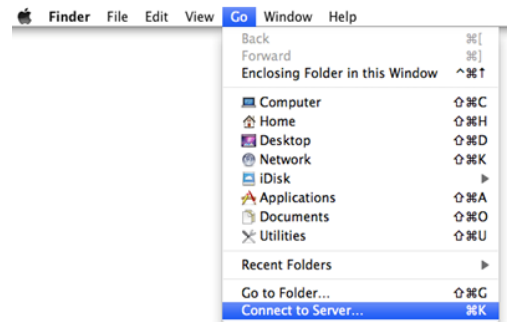 Finder File Edit View Go Window Help
Back ⌘[
Forward ⌘]
Enclosing Folder in this Window ^⌘↑
Computer ⇧⌘C
Home ⇧⌘H
Desktop ⇧⌘D
Network ⇧⌘K
iDisk
Applications ⇧⌘A
Documents ⇧⌘O
Utilities ⇧⌘U
Recent Folders
Go to Folder... ⇧⌘G
Connect to Server... ⌘K